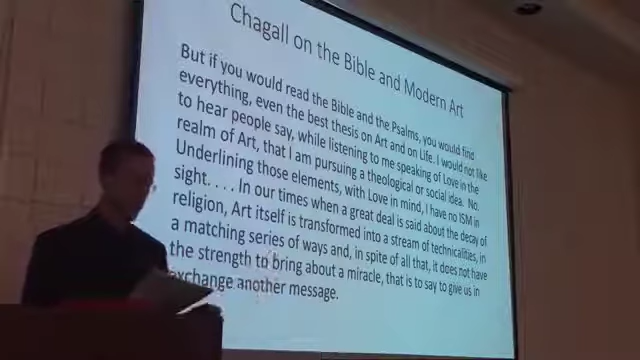 Chagall on the Bible and Modern Art
But if you would read the Bible and the Psalms, you would find
everything, even the best thesis on Art and on Life. I would not like
to hear people say, while listening to me speaking of Love in the
realm of Art, that I am pursuing a theological or social idea. No.
Underlining those elements, with Love in mind, I have no ISM in
sight. . . . In our times when a great deal is said about the decay of
religion, Art itself is transformed into a stream of technicalities, in
a matching series of ways and, in spite of all that, it does not have
the strength to bring about a miracle, that is to say to give us in
exchange another message.